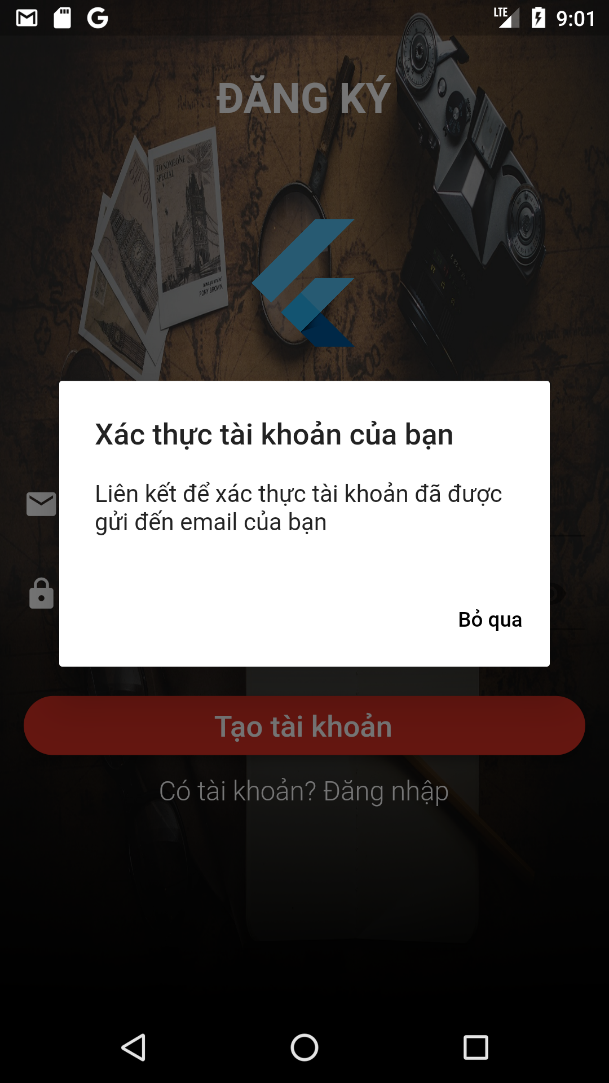 LTE 9:01
ĐĂNG KÝ
Xác thực tài khoản của bạn
Liên kết để xác thực tài khoản đã được
gửi đến email của bạn
Bỏ qua
Tạo tài khoản
Có tài khoản? Đăng nhập